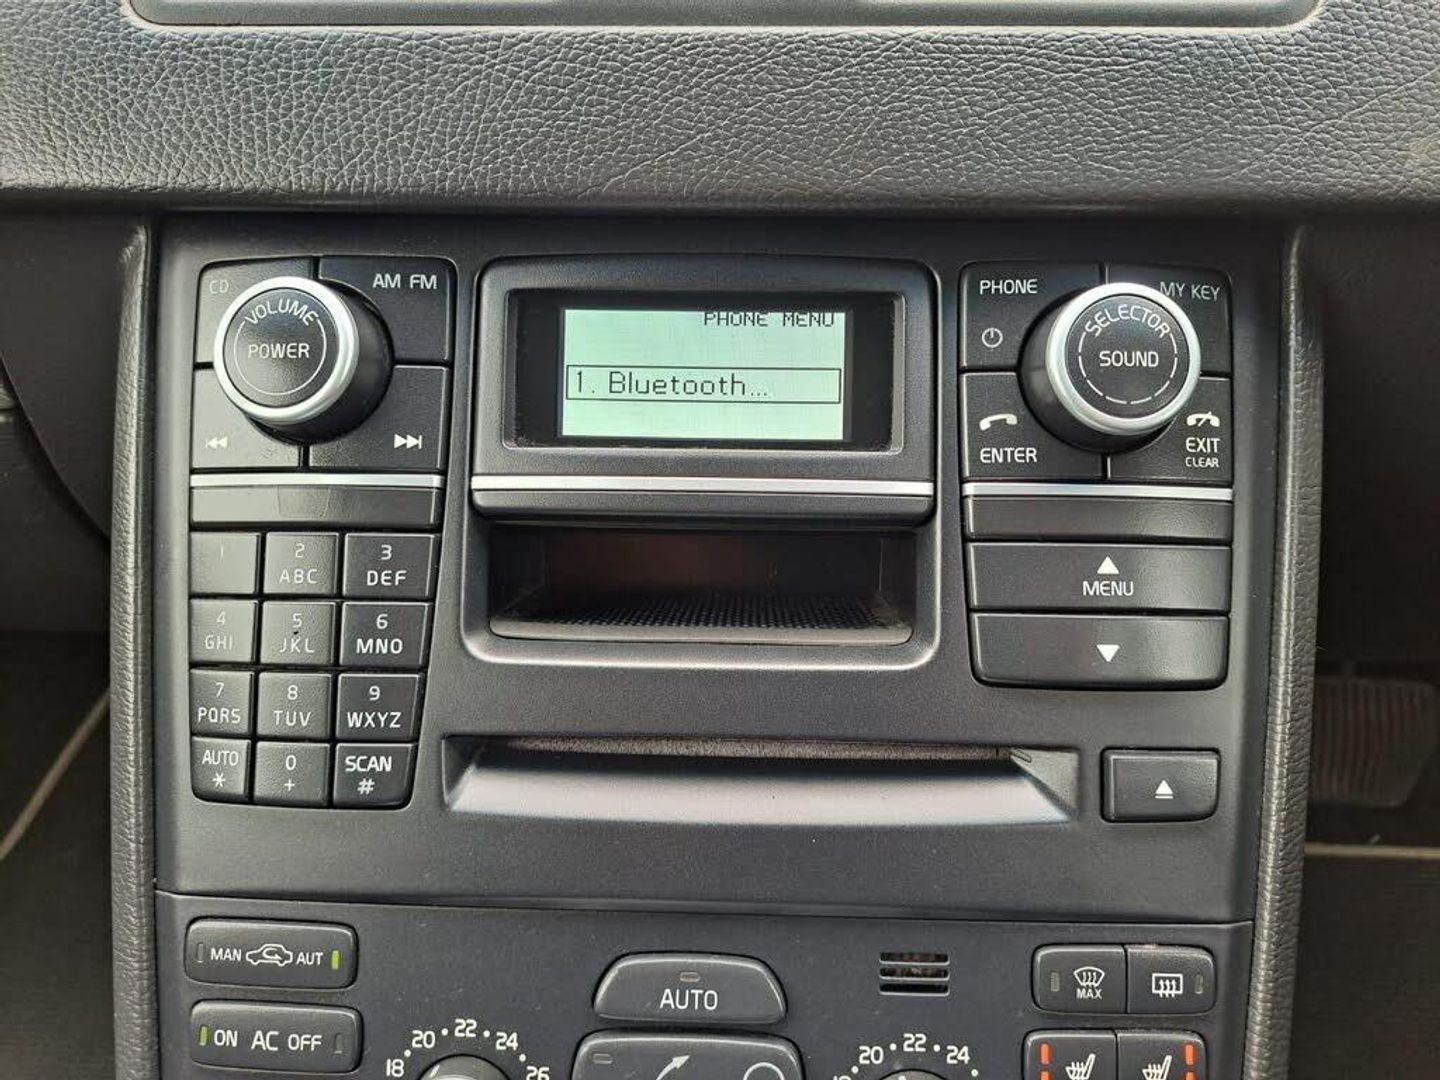 CD
AM FM
VOLUME
POWER
PHONE MENU
1. Bluetooth...
PHONE
MY KEY
SELECTOR
SOUND
ENTER
EXIT
CLEAR
MENU
1
2
ABC
3
DEF
4
GHI
5
JKL
6
MNO
7
PQRS
8
TUV
9
WXYZ
AUTO
*
0
+
SCAN
#
MAN AUT
ON AC OFF
AUTO
MAX
18 20 22 24 26
20 22 24